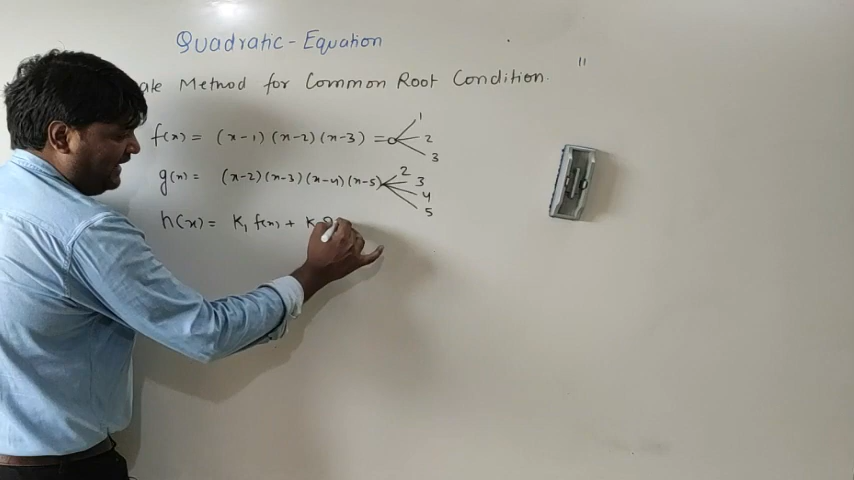 Quadratic - Equation
Method for Common Root Condition.
f(x) = (x-1) (x-2) (x-3) = 0 1 2 3
g(x) = (x-2) (x-3) (x-4) (x-5) 2 3 4 5
h(x) = K₁ f(x) + K